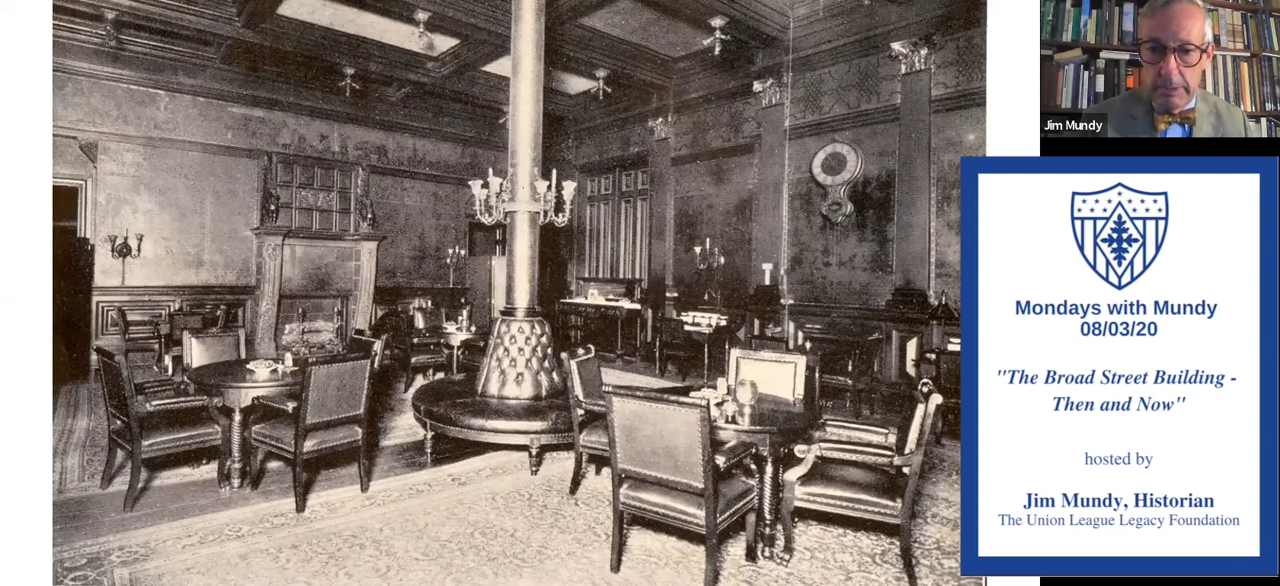 Jim Mundy
Mondays with Mundy
08/03/20
"The Broad Street Building -
Then and Now"
hosted by
Jim Mundy, Historian
The Union League Legacy Foundation